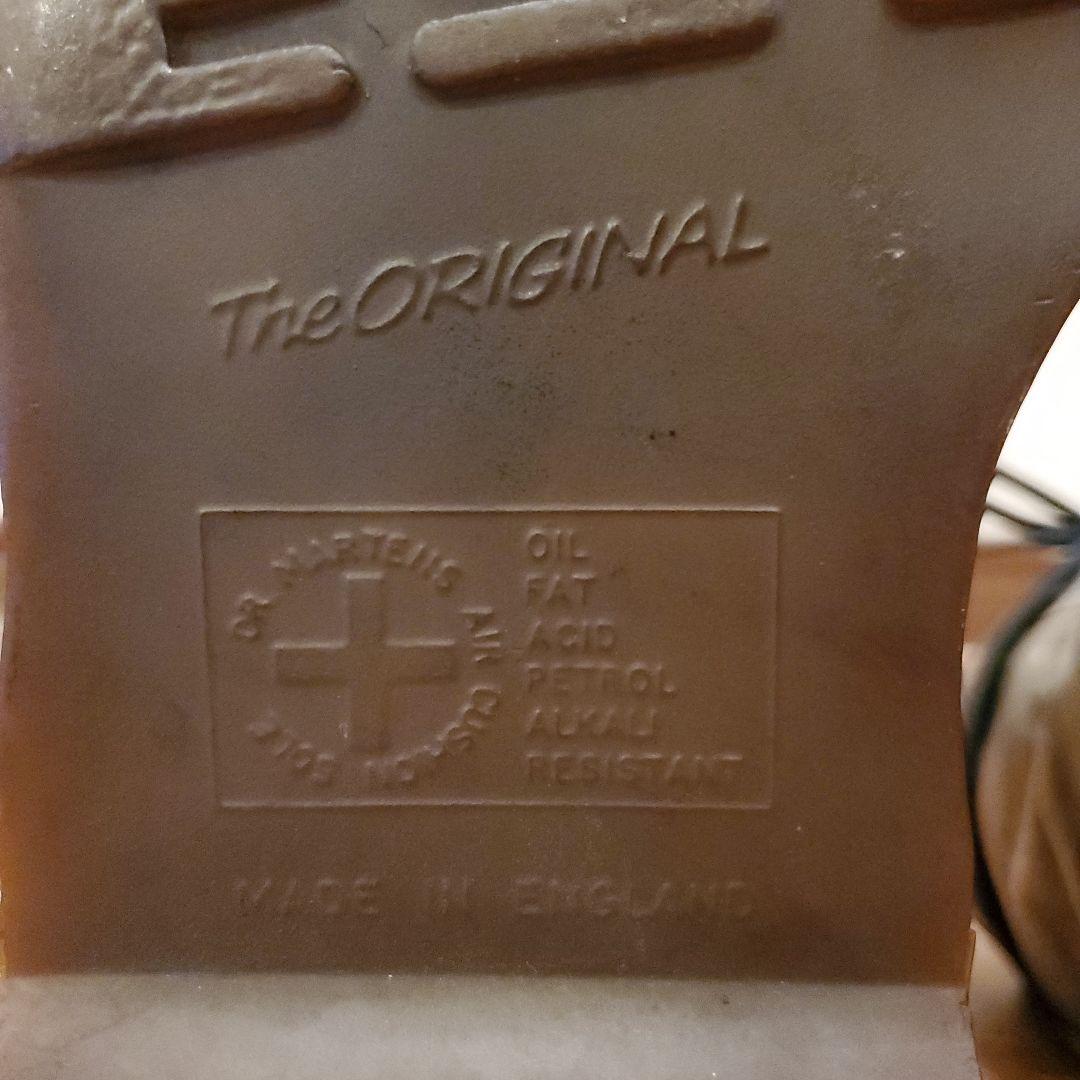 The ORIGINAL
DR MARTENS AIR CUSHION SOLE
OIL
FAT
ACID
PETROL
ALKALI
RESISTANT
MADE IN ENGLAND